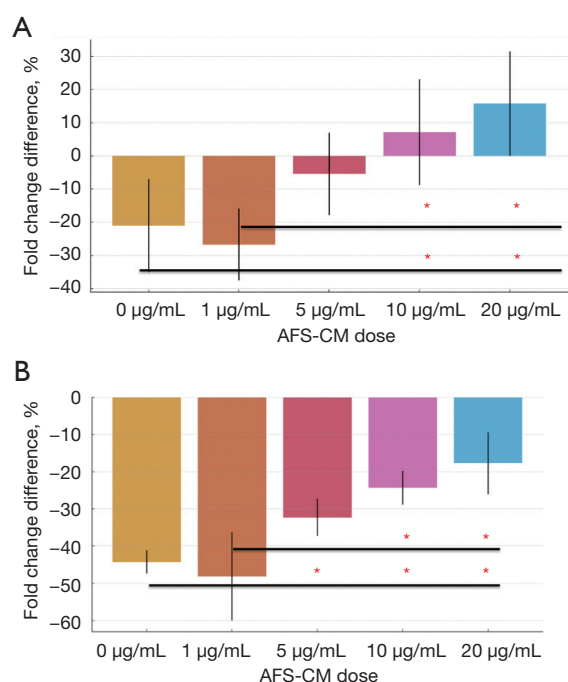 A
Fold change difference, %
30
20
10
0
−10
−20
−30
−40
* *
* *
0 µg/mL 1 µg/mL 5 µg/mL 10 µg/mL 20 µg/mL
AFS-CM dose
B
Fold change difference, %
0
−10
−20
−30
−40
−50
−60
* *
* * *
0 µg/mL 1 µg/mL 5 µg/mL 10 µg/mL 20 µg/mL
AFS-CM dose